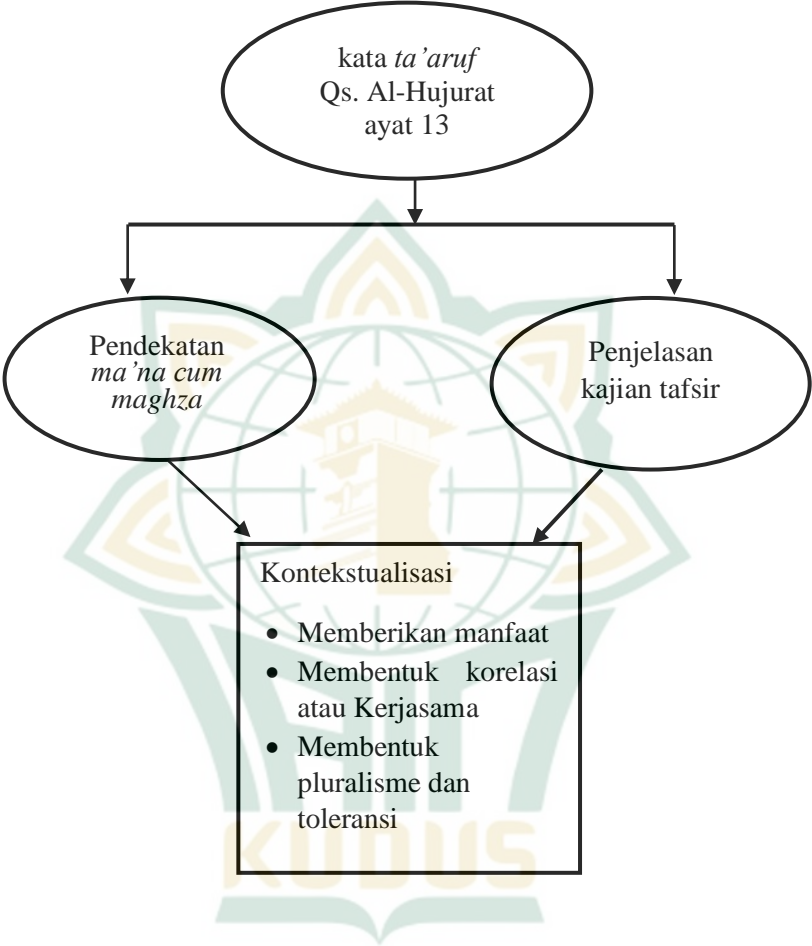 kata ta’aruf
Qs. Al-Hujurat
ayat 13
Pendekatan
ma’na cum
maghza
Penjelasan
kajian tafsir
Kontekstualisasi
• Memberikan manfaat
• Membentuk korelasi
atau Kerjasama
• Membentuk
pluralisme dan
toleransi
IAIN
KUDUS